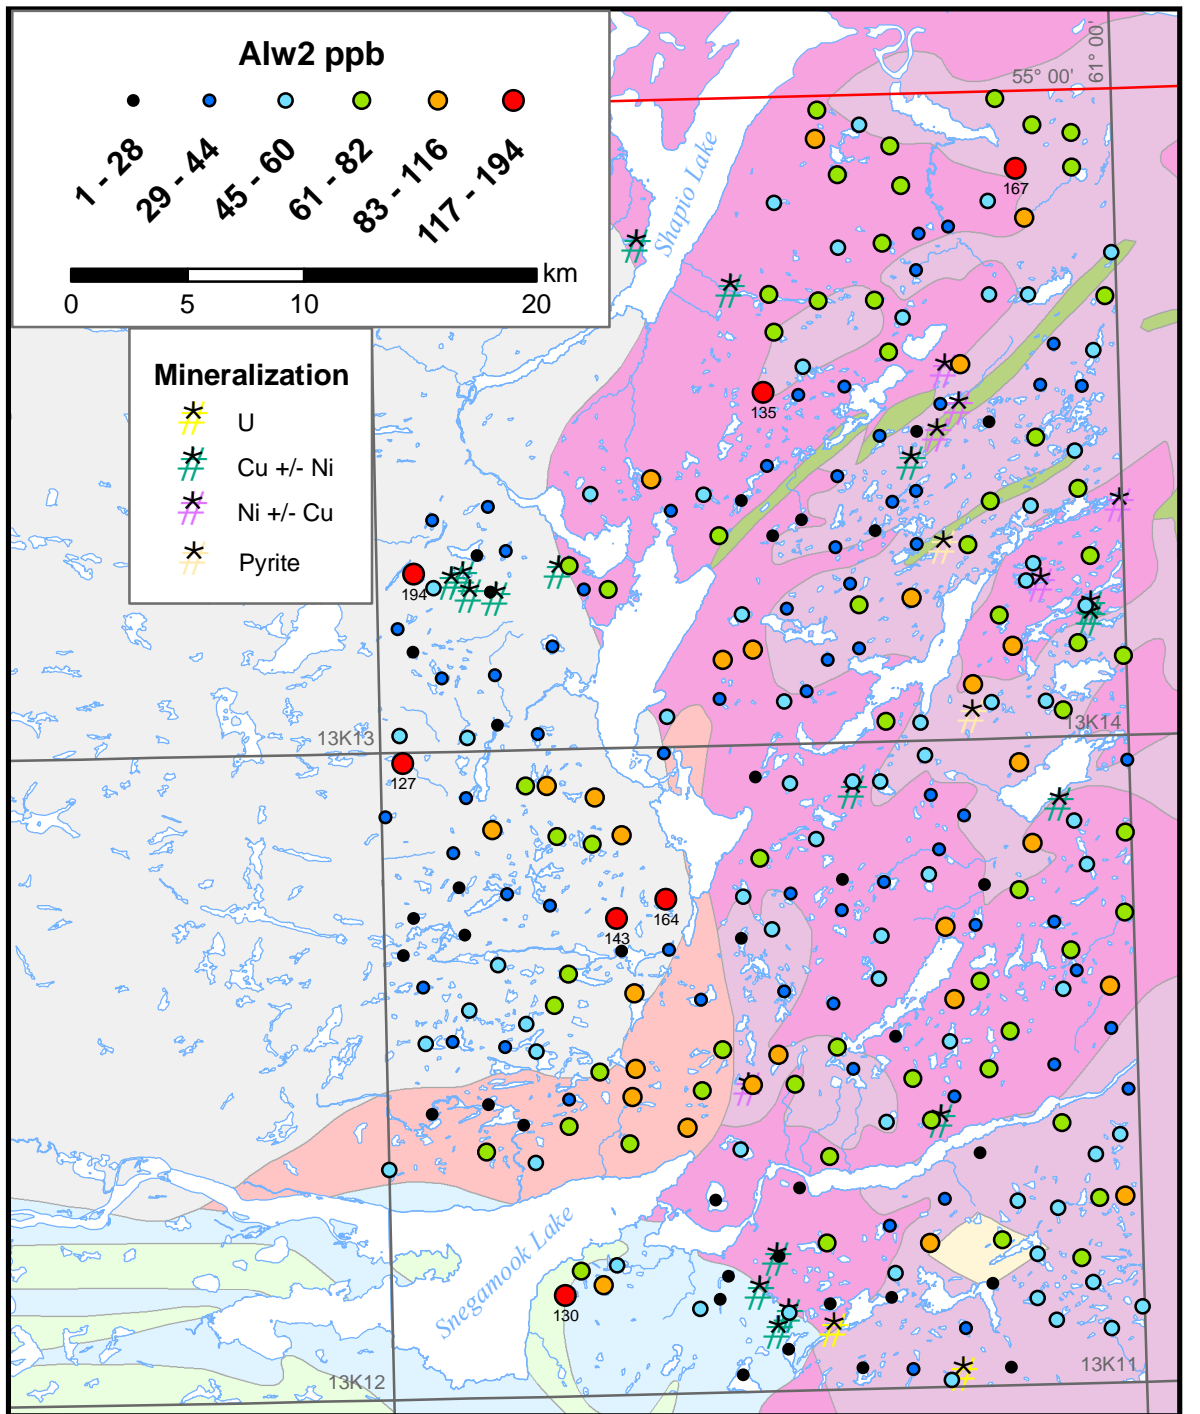 Alw2 ppb
1 - 28
29 - 44
45 - 60
61 - 82
83 - 116
117 - 194
km
0 5 10 20
Mineralization
U
Cu +/- Ni
Ni +/- Cu
Pyrite
55° 00'
61° 00'
Shapio Lake
167
135
194
13K13
13K14
127
164
143
Snegamook Lake
130
13K12
13K11